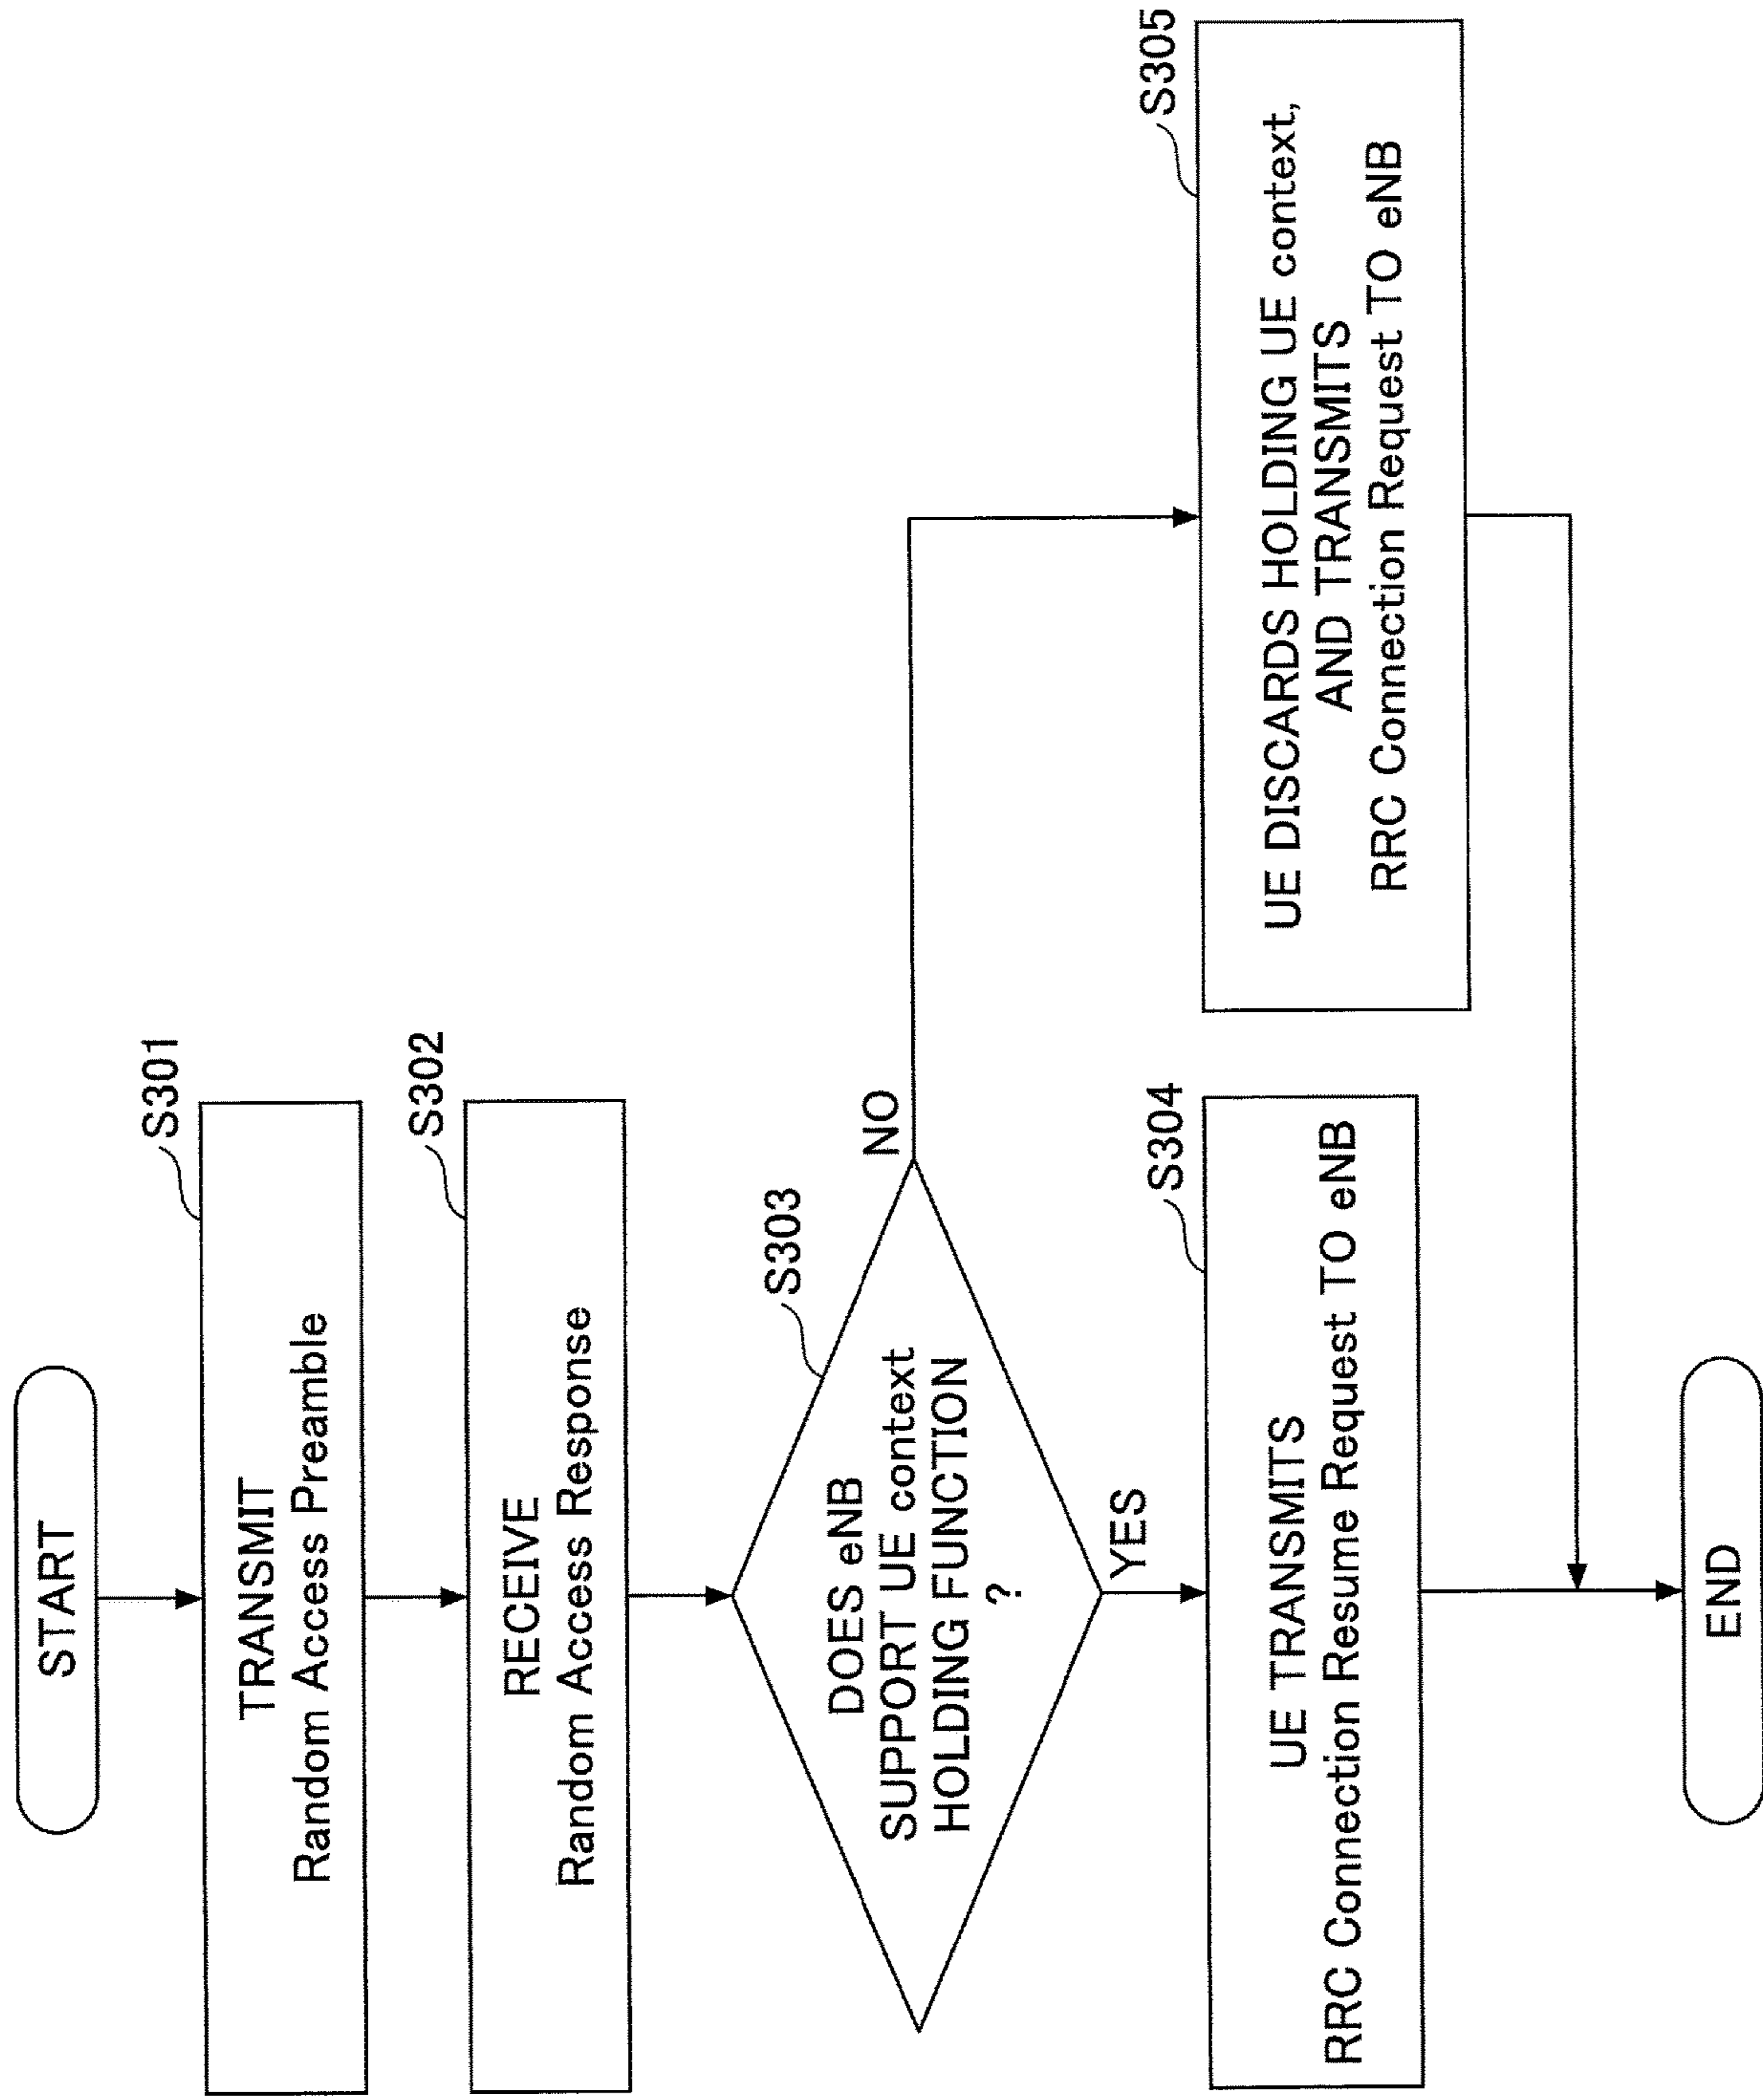 START
S301
TRANSMIT
Random Access Preamble
S302
RECEIVE
Random Access Response
S303
DOES eNB
SUPPORT UE context
HOLDING FUNCTION
?
NO
YES
S304
UE TRANSMITS
RRC Connection Resume Request TO eNB
S305
UE DISCARDS HOLDING UE context,
AND TRANSMITS
RRC Connection Request TO eNB
END